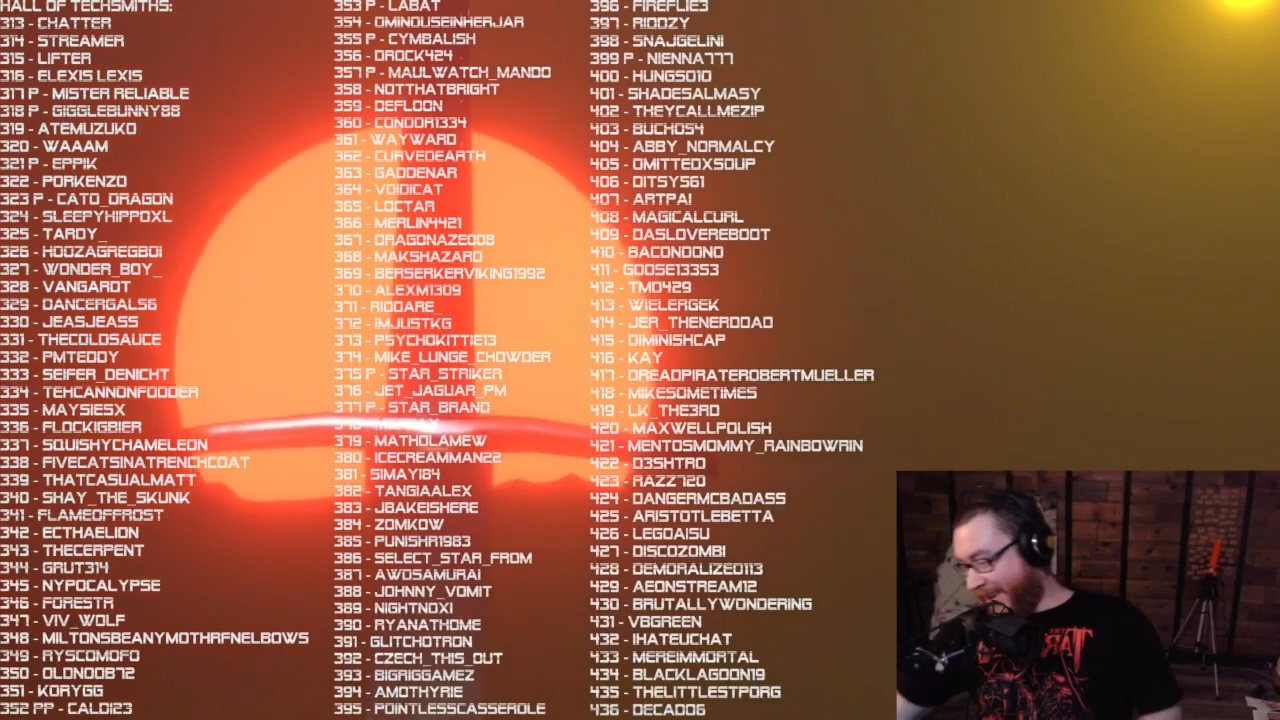 HALL OF TECHSMITHS:
313 - CHATTER
314 - STREAMER
315 - LIFTER
316 - ELEXIS LEXIS
317 P - MISTER RELIABLE
318 P - GIGGLEBUNNY88
319 - ATEMUZUKO
320 - WAAAM
321 P - EPPIK
322 - PORKENZO
323 P - CATO_DRAGON
324 - SLEEPYHIPPOXL
325 - TARDY_
326 - HOOZAGREGBOI
327 - WONDER_BOY_
328 - VANGAROT
329 - DANCERGAL56
330 - JEASJEASS
331 - THECOLDSAUCE
332 - PMTEDDY
333 - SEIFER_DENICHT
334 - TEHCANNONFODDER
335 - MAYSIESX
336 - FLOCKIGBIER
337 - SQUISHYCHAMELEON
338 - FIVECATSINATRENCHCOAT
339 - THATCASUALMATT
340 - SHAY_THE_SKUNK
341 - FLAMEOFFROST
342 - ECTHAELION
343 - THECERPENT
344 - GRUT314
345 - NYPOCALYPSE
346 - FORESTR
347 - VIV_WOLF
348 - MILTONSBEANYMOTHRFNELBOWS
349 - RYSCOMOFO
350 - OLDNOOB72
351 - KORYGG
352 PP - CALDI23
353 P - LABAT
354 - OMINOUSEINHERJAR
355 P - CYMBALISH
356 - DROCK424
357 P - MAULWATCH_MANDO
358 - NOTTHATBRIGHT
359 - DEFLOON
360 - CONDOR1334
361 - WAYWARD
362 - CURVEDEARTH
363 - GADDENAR
364 - VOIDICAT
365 - LOCTAR
366 - MERLIN4421
367 - DRAGONAZE008
368 - MAKSHAZARD
369 - BERSERKERVIKING1992
370 - ALEXM1309
371 - RIDDARE_
372 - IMJUSTKG
373 - PSYCHOKITTIE13
374 - MIKE_LUNGE_CHOWDER
375 P - STAR_STRIKER
376 - JET_JAGUAR_PM
377 P - STAR_BRAND
379 - MATHOLAMEW
380 - ICECREAMMAN22
381 - SIMAY184
382 - TANGIAALEX
383 - JBAKEISHERE
384 - ZOMKOW
385 - PUNISHR1983
386 - SELECT_STAR_FROM
387 - AWDSAMURAI
388 - JOHNNY_VOMIT
389 - NIGHTNOXI
390 - RYANATHOME
391 - GLITCHOTRON
392 - CZECH_THIS_OUT
393 - BIGRIGGAMEZ
394 - AMOTHYRIE
395 - POINTLESSCASSEROLE
396 - FIREFLIE3
397 - RIDDZY
398 - SNAJGELINI
399 P - NIENNA777
400 - HUNGSOLO
401 - SHADESALMASY
402 - THEYCALLMEZIP
403 - BUCHO54
404 - ABBY_NORMALCY
405 - OMITTEDXSOUP
406 - DITSY561
407 - ARTPAI
408 - MAGICALCURL
409 - DASLOVEREBOOT
410 - BACONDONO
411 - GOOSE13353
412 - TMD429
413 - WIELERGEK
414 - JER_THENERDDAD
415 - DIMINISHCAP
416 - KAY
417 - DREADPIRATEROBERTMUELLER
418 - MIKESOMETIMES
419 - LK_THE3RD
420 - MAXWELLPOLISH
421 - MENTOSMOMMY_RAINBOWRIN
422 - D3SHTRO
423 - RAZZ720
424 - DANGERMCBADASS
425 - ARISTOTLEBETTA
426 - LEGDAISU
427 - DISCOZOMBI
428 - DEMORALIZED113
429 - AEONSTREAM12
430 - BRUTALLYWONDERING
431 - VBGREEN
432 - IHATEUCHAT
433 - MEREIMMORTAL
434 - BLACKLAGOON19
435 - THELITTLESTPORG
436 - DECADO6